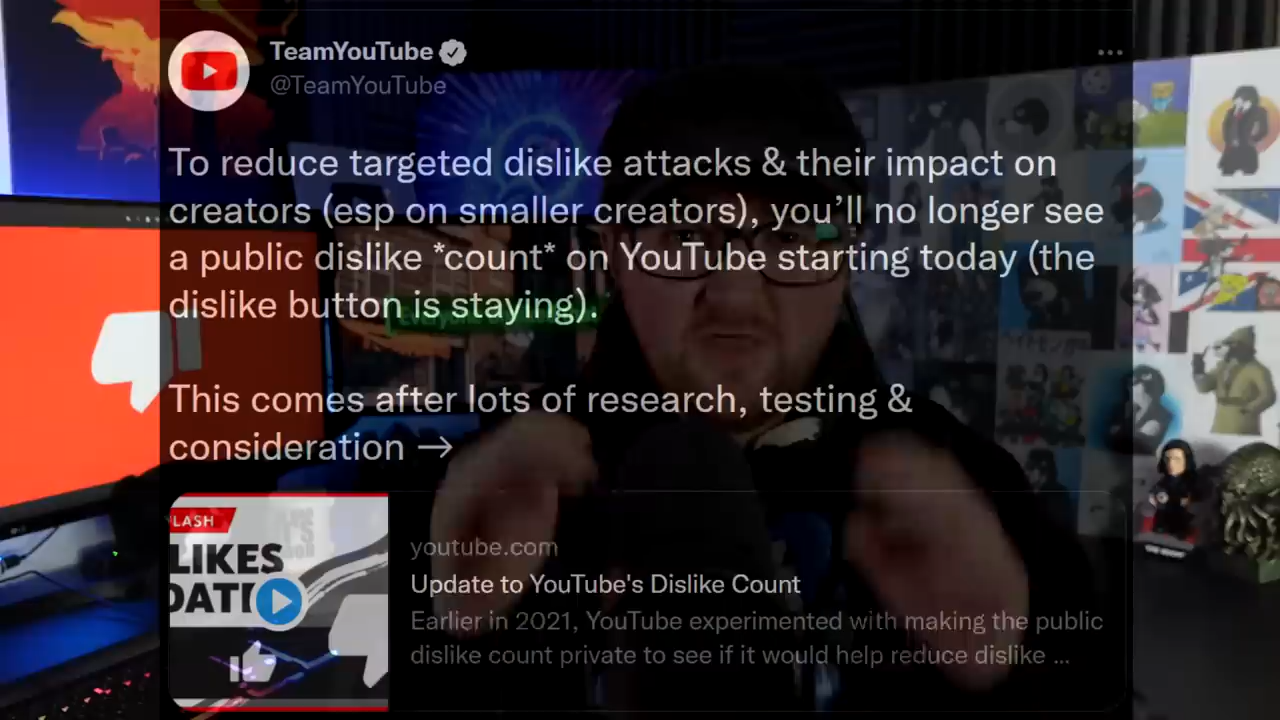 TeamYouTube
@TeamYouTube
To reduce targeted dislike attacks & their impact on
creators (esp on smaller creators), you’ll no longer see
a public dislike *count* on YouTube starting today (the
dislike button is staying).
This comes after lots of research, testing &
consideration →
LASH
LIKES
DATE
youtube.com
Update to YouTube's Dislike Count
Earlier in 2021, YouTube experimented with making the public
dislike count private to see if it would help reduce dislike ...